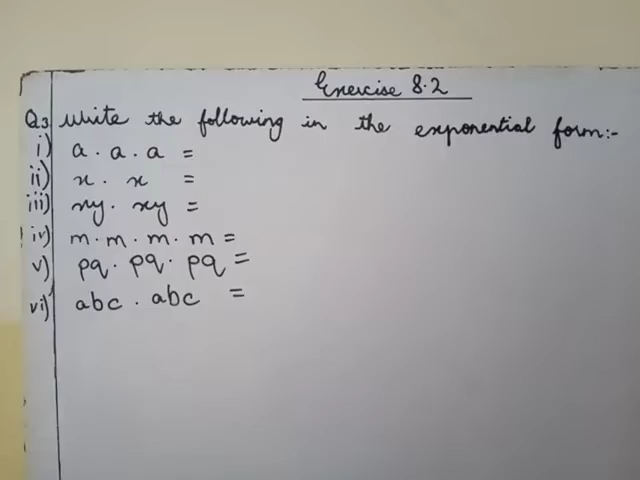 Exercise 8.2
Q3 Write the following in the exponential form:-
i) a . a . a =
ii) x . x =
iii) xy . xy =
iv) m . m . m . m =
v) pq . pq . pq =
vi) abc . abc =